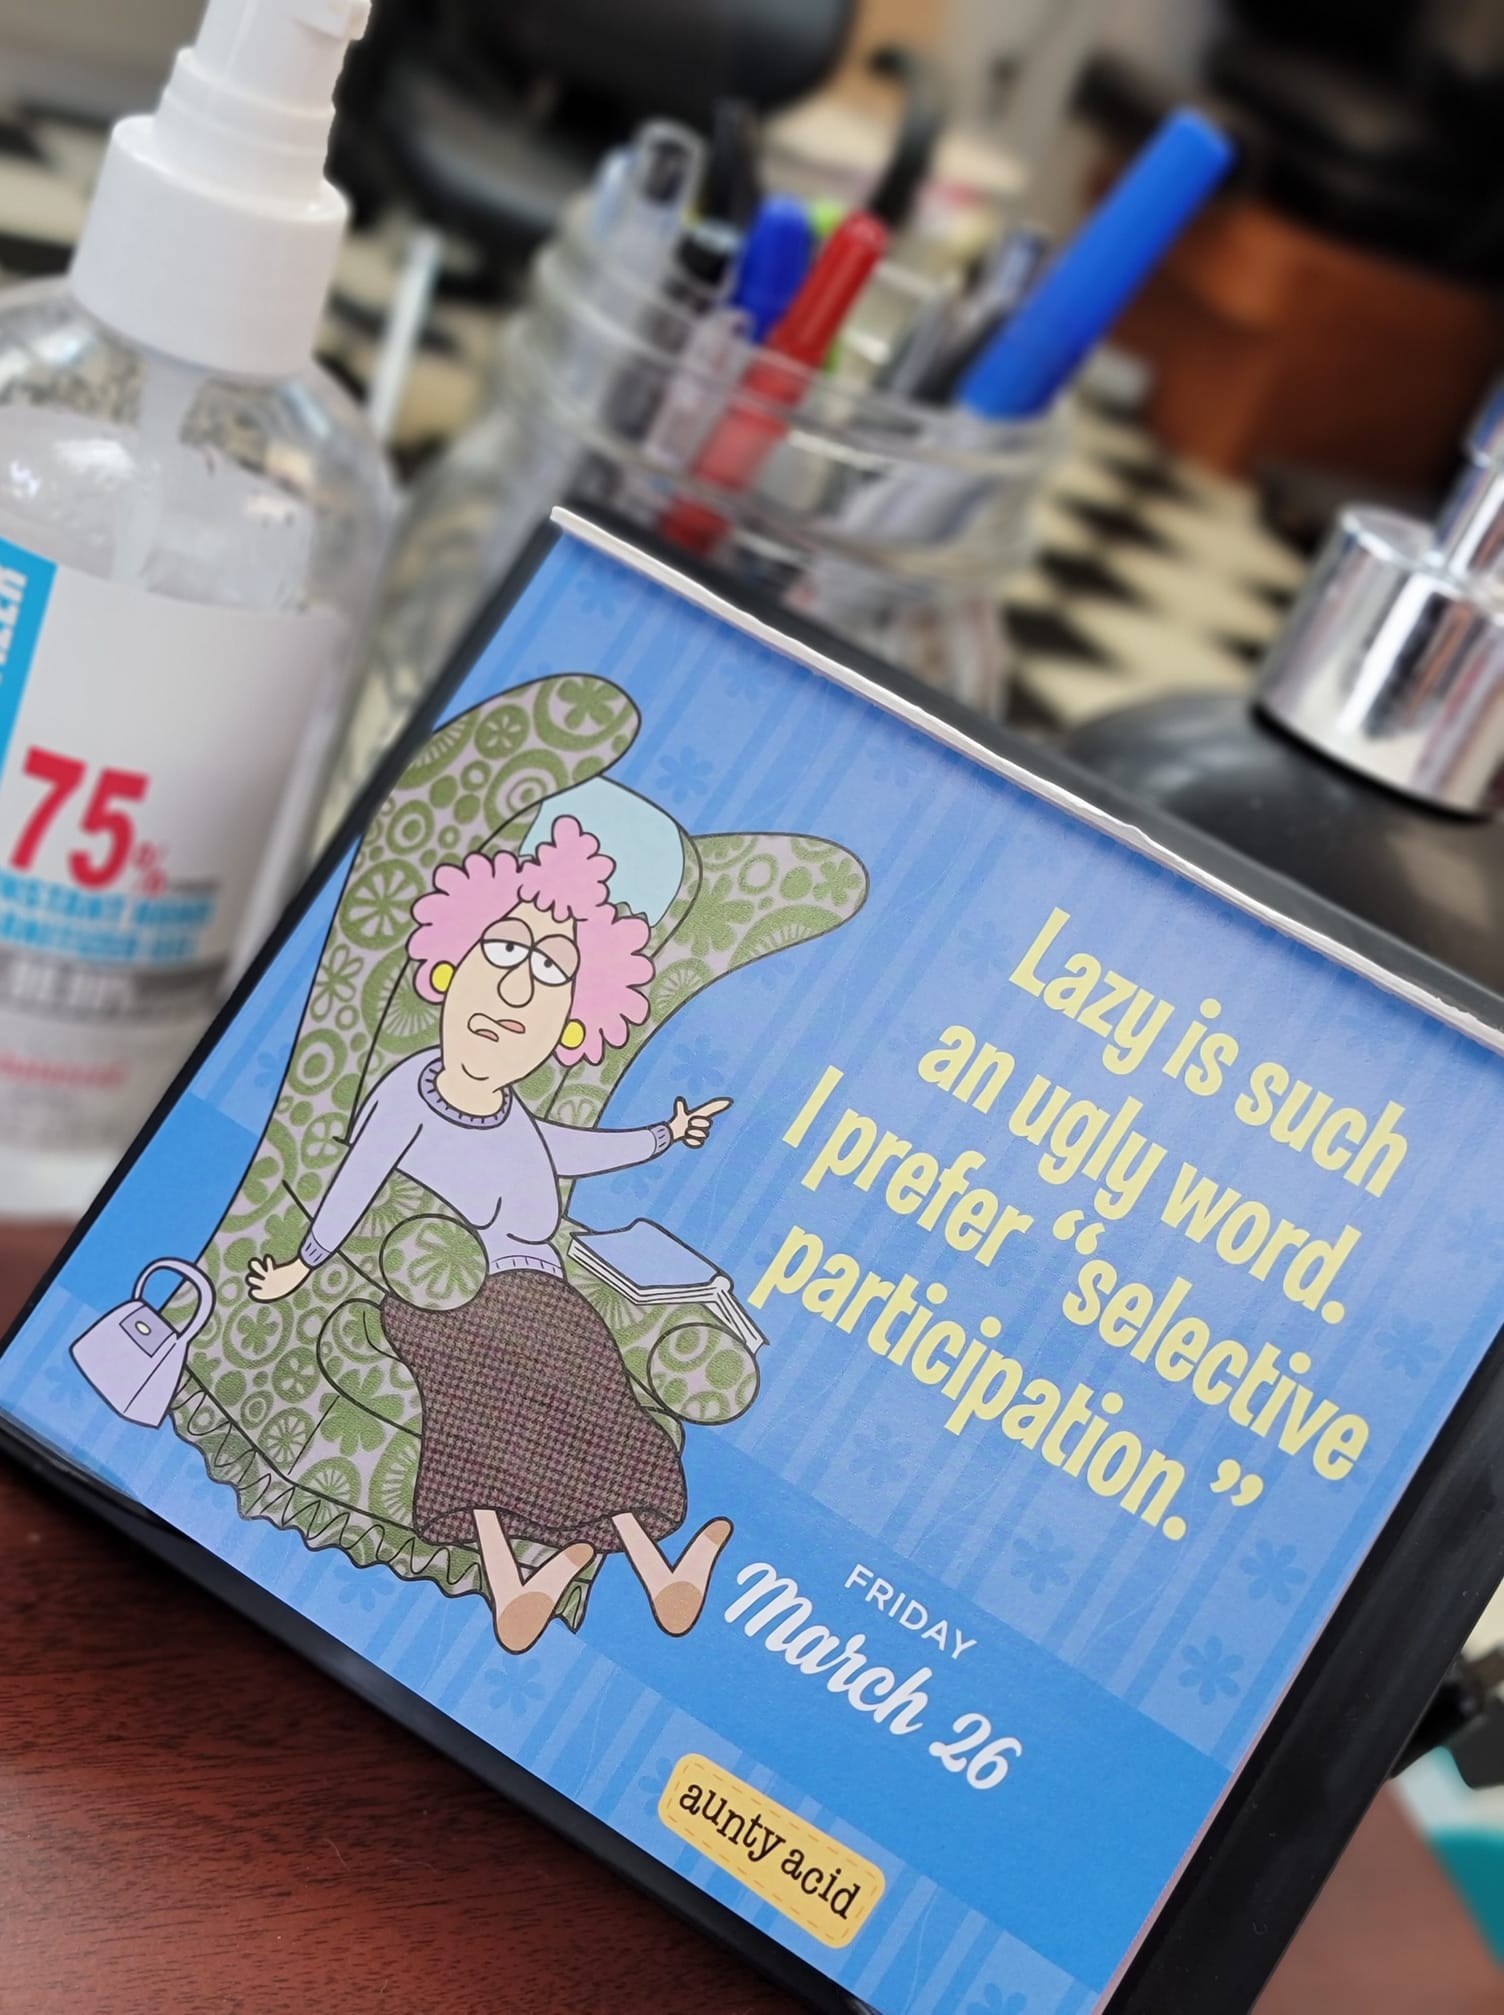 75%
Lazy is such
an ugly word.
I prefer “selective
participation.”
FRIDAY
March 26
aunty acid